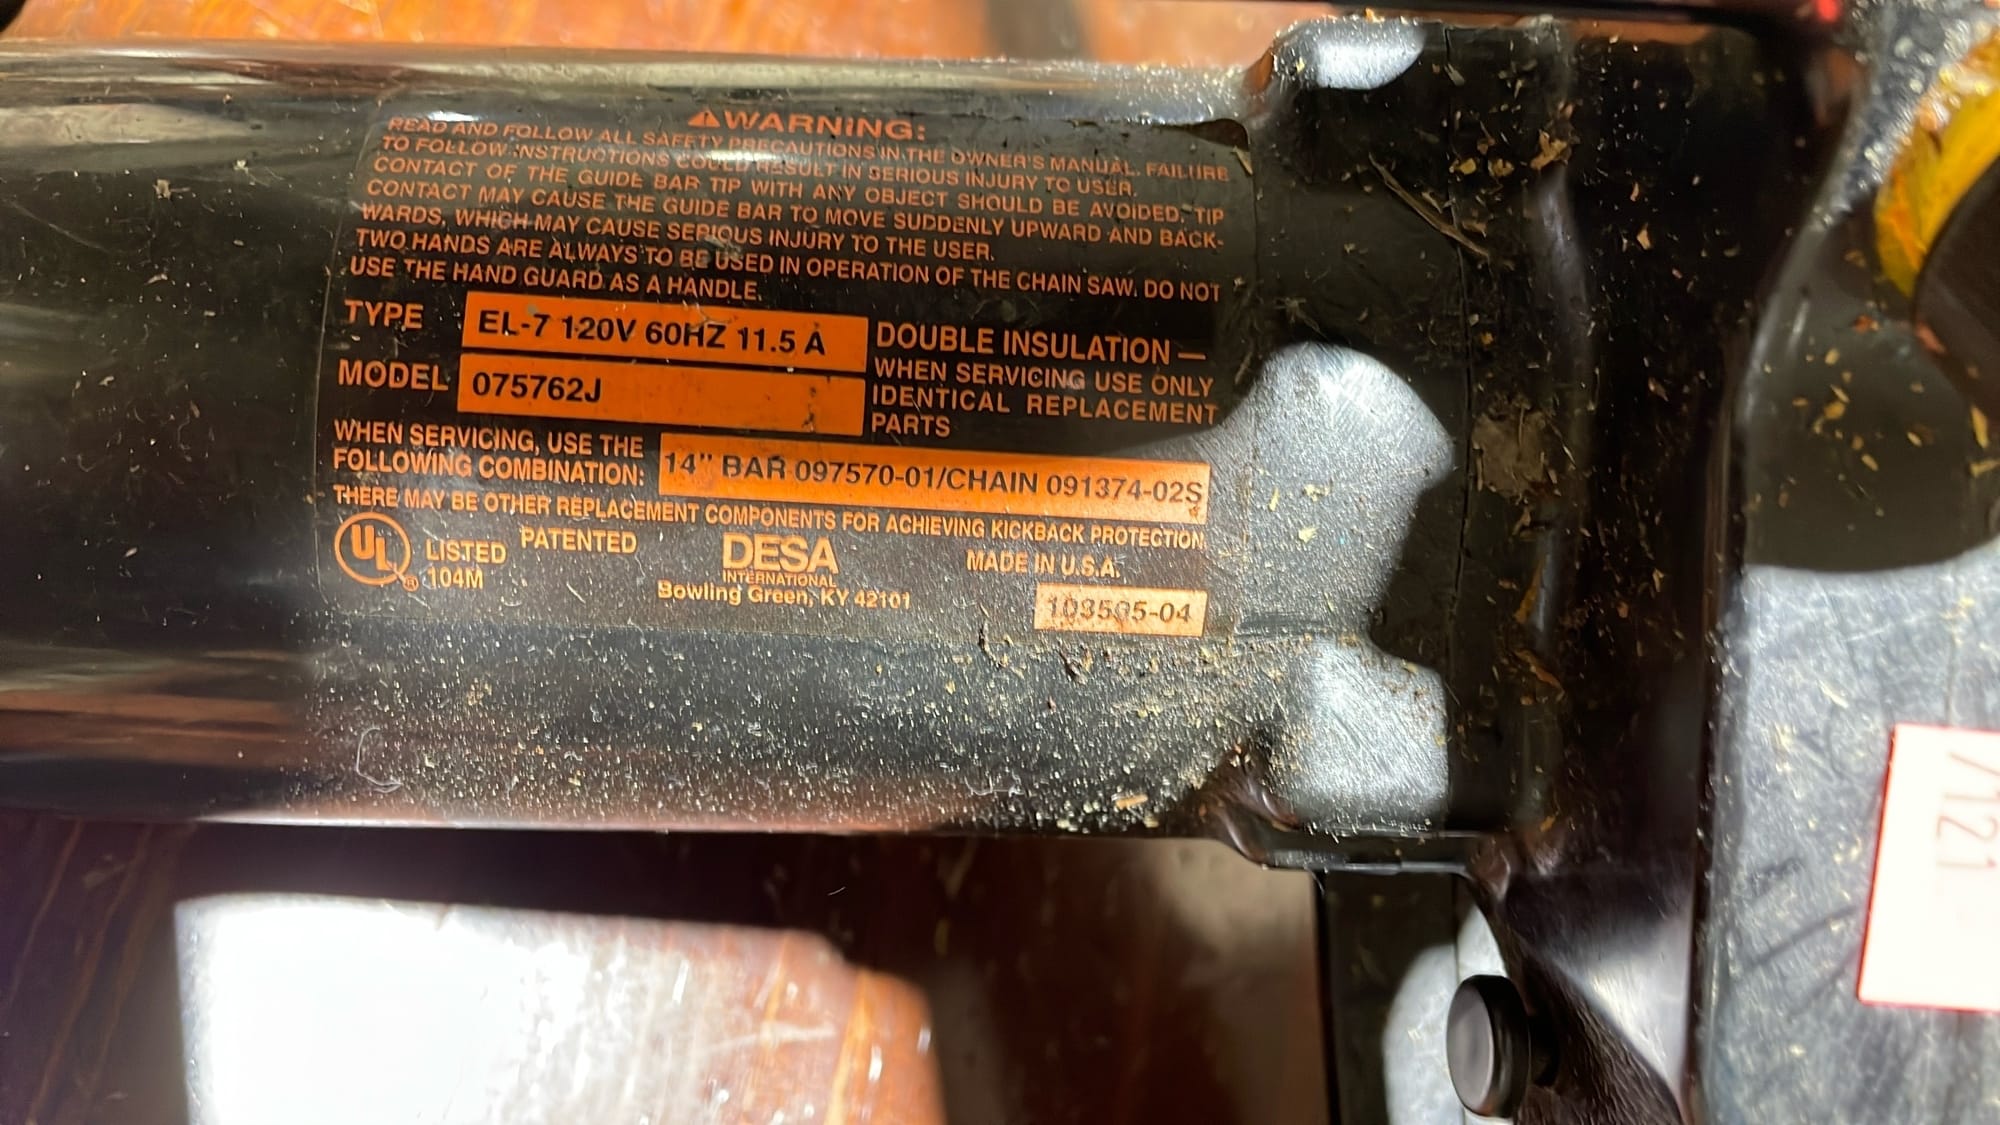 WARNING:
READ AND FOLLOW ALL SAFETY PRECAUTIONS IN THE OWNER'S MANUAL. FAILURE
TO FOLLOW INSTRUCTIONS COULD RESULT IN SERIOUS INJURY TO USER.
CONTACT OF THE GUIDE BAR TIP WITH ANY OBJECT SHOULD BE AVOIDED. TIP
CONTACT MAY CAUSE THE GUIDE BAR TO MOVE SUDDENLY UPWARD AND BACK-
WARDS, WHICH MAY CAUSE SERIOUS INJURY TO THE USER.
TWO HANDS ARE ALWAYS TO BE USED IN OPERATION OF THE CHAIN SAW. DO NOT
USE THE HAND GUARD AS A HANDLE.
TYPE EL-7 120V 60HZ 11.5 A
MODEL 075762J
DOUBLE INSULATION —
WHEN SERVICING USE ONLY
IDENTICAL REPLACEMENT
PARTS
WHEN SERVICING, USE THE
FOLLOWING COMBINATION: 14" BAR 097570-01/CHAIN 091374-02S
THERE MAY BE OTHER REPLACEMENT COMPONENTS FOR ACHIEVING KICKBACK PROTECTION
UL ® LISTED
104M
PATENTED
DESA
INTERNATIONAL
Bowling Green, KY 42101
MADE IN U.S.A.
103505-04
/121